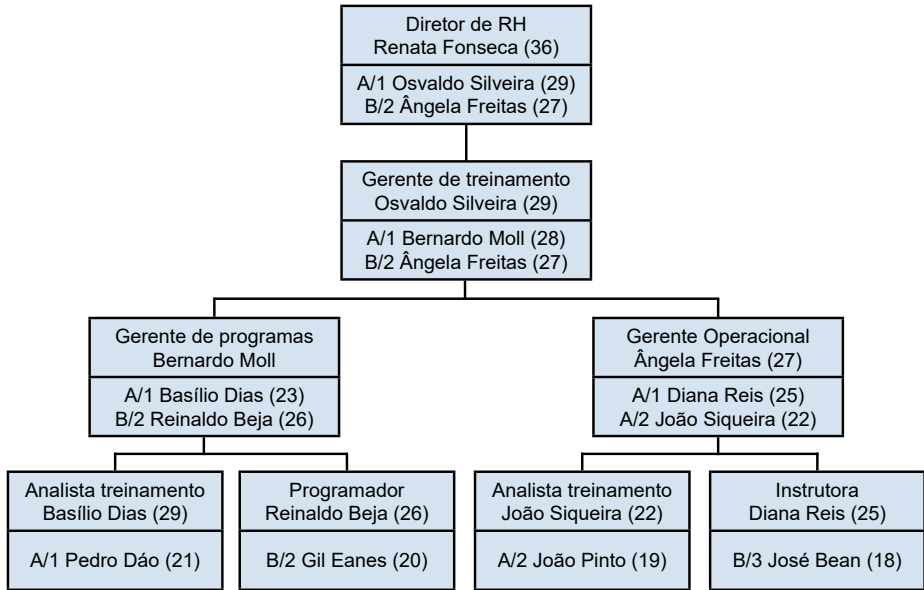 Diretor de RH
Renata Fonseca (36)
A/1 Osvaldo Silveira (29)
B/2 Ângela Freitas (27)
Gerente de treinamento
Osvaldo Silveira (29)
A/1 Bernardo Moll (28)
B/2 Ângela Freitas (27)
Gerente de programas
Bernardo Moll
A/1 Basílio Dias (23)
B/2 Reinaldo Beja (26)
Gerente Operacional
Ângela Freitas (27)
A/1 Diana Reis (25)
A/2 João Siqueira (22)
Analista treinamento
Basílio Dias (29)
A/1 Pedro Dáo (21)
Programador
Reinaldo Beja (26)
B/2 Gil Eanes (20)
Analista treinamento
João Siqueira (22)
A/2 João Pinto (19)
Instrutora
Diana Reis (25)
B/3 José Bean (18)